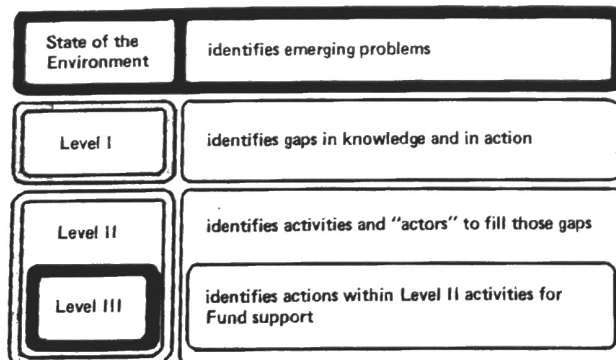 State of the
Environment
identifies emerging problems
Level I
identifies gaps in knowledge and in action
Level II
identifies activities and "actors" to fill those gaps
Level III
identifies actions within Level II activities for
Fund support